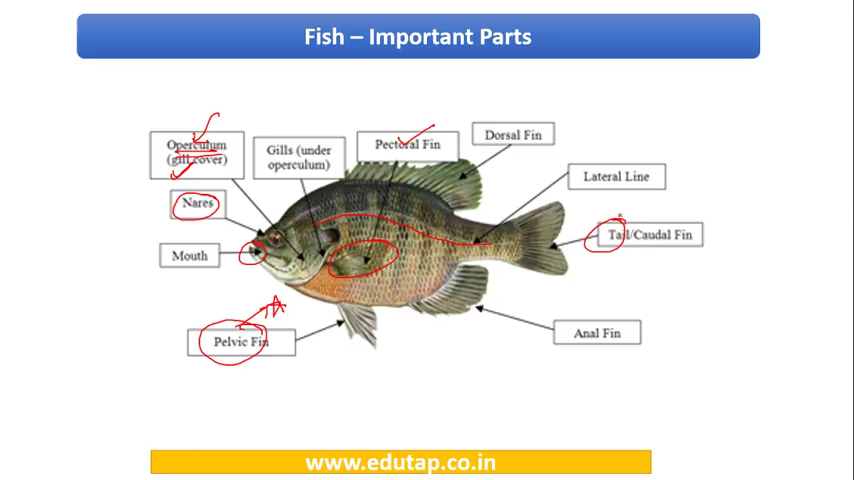 Fish – Important Parts
Operculum
(gill cover)
Gills (under
operculum)
Pectoral Fin
Dorsal Fin
Lateral Line
Nares
Tail/Caudal Fin
Mouth
Pelvic Fin
Anal Fin
www.edutap.co.in